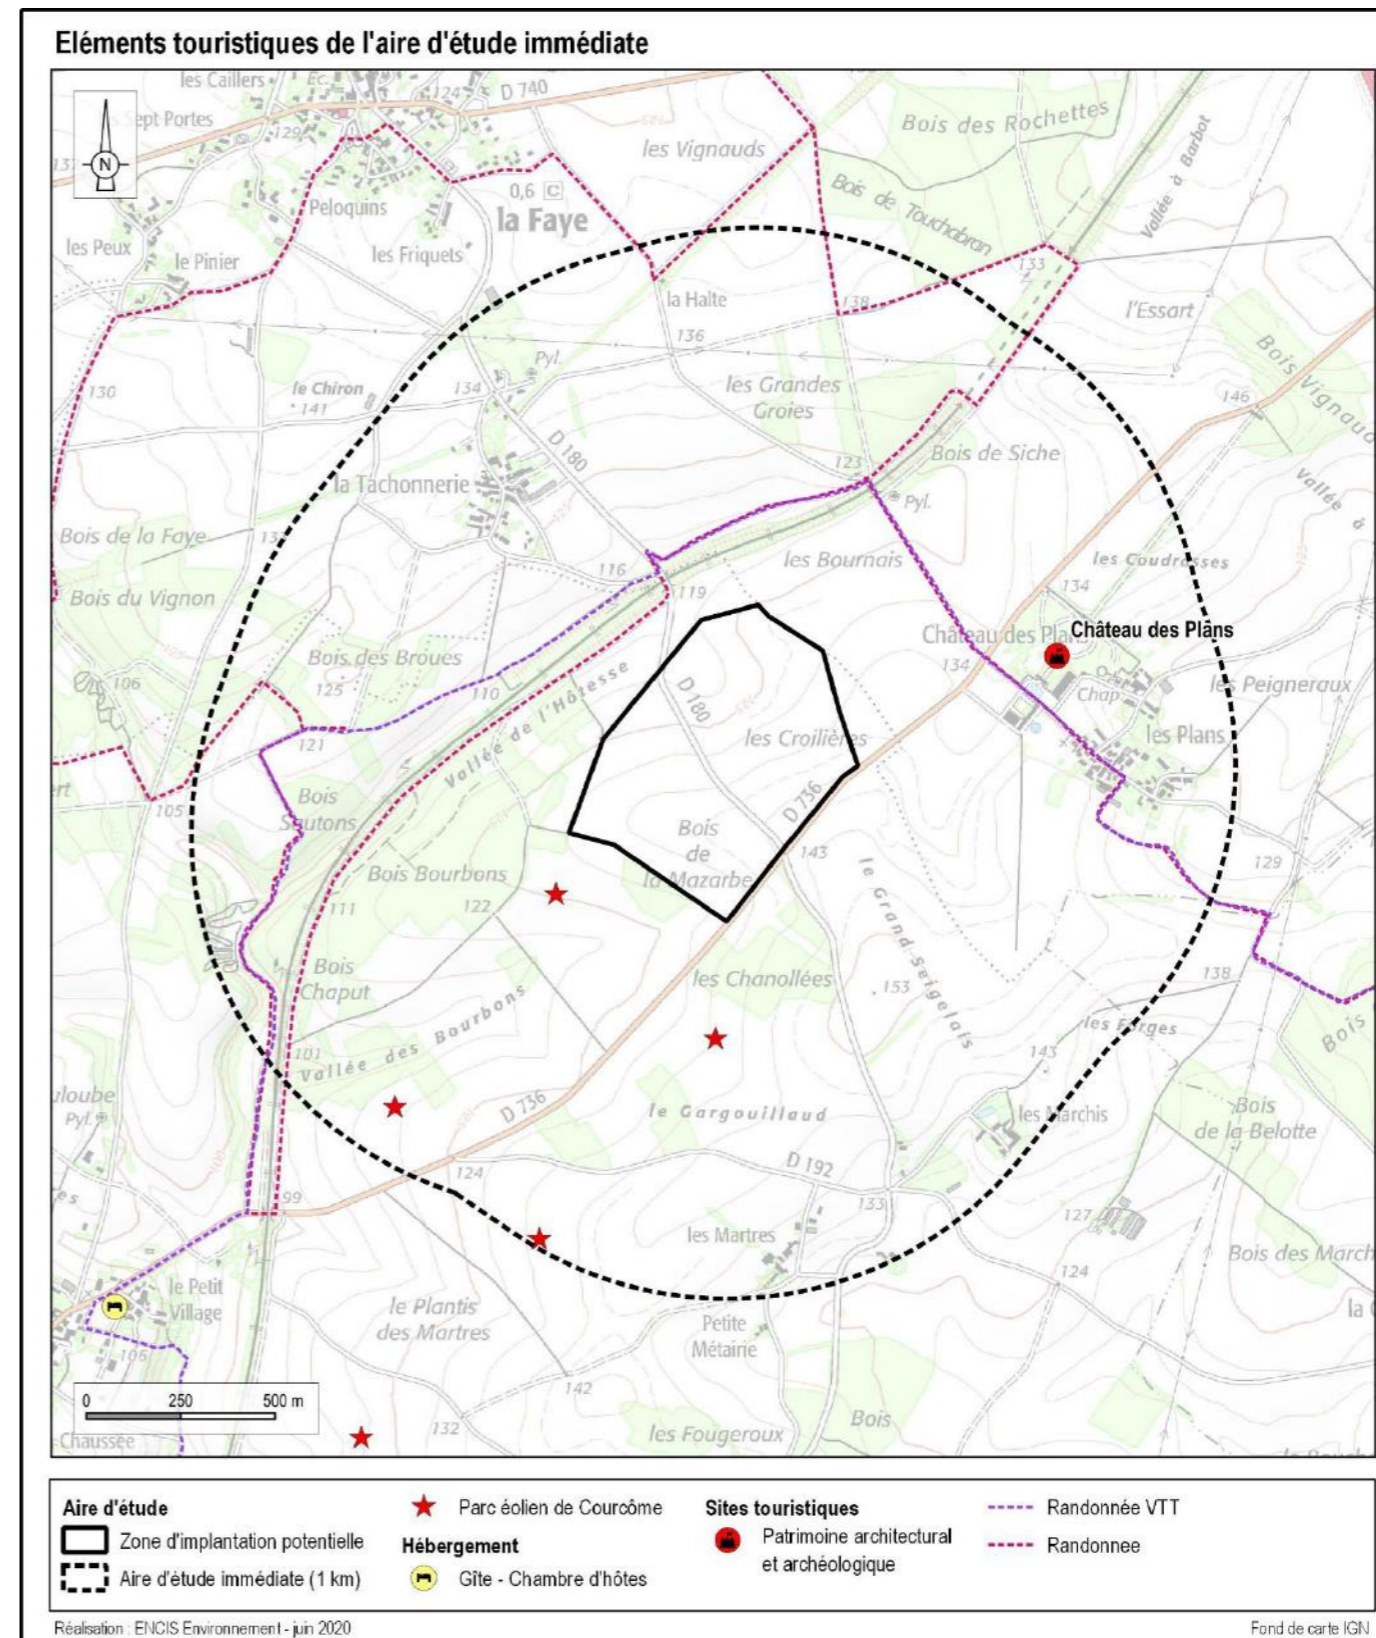 Eléments touristiques de l'aire d'étude immédiate
les Caillers
Ec.
124
D 740
Sept Portes
129
N
Bois des Rochettes
les Vignauds
Vallée à Barbot
Peloquins
0,6 C
la Faye
Bois de Touchabran
les Peux
le Pinier
les Friquets
133
la Halte
138
l'Essart
136
Pyl.
130
le Chiron
134
141
les Grandes
Groies
Bois Vignaud
146
D 180
123
Bois de Siche
la Tâchonnerie
Pyl.
Vallée à
Bois de la Faye
116
les Bournais
les Coudrasses
Bois du Vignon
119
134
Château des Plans
Château des Plans
Bois des Broues
134
106
125
110
Chap
les Peigneraux
D 180
Vallée de l'Hôtesse
121
les Croilières
les Plans
105
Bois
Soutons
D 736
Bois
de
la Mazarbe
143
129
Bois Bourbons
122
111
le Grand Seigelais
Bois
Chaput
les Chanollées
153
138
101
Vallée des Bourbons
les Forges
143
Bois
D 736
le Gargouillaud
les Marchis
Pyl.
Bois
de la Belotte
124
D 192
133
99
127
les Martres
Bois des March
124
le Petit
Village
le Plantis
des Martres
Petite
Métairie
106
142
0 250 500 m
132
les Fougeroux
Bois
Chaussée
Aire d'étude
Zone d'implantation potentielle
Aire d'étude immédiate (1 km)
Parc éolien de Courcôme
Hébergement
Gîte - Chambre d'hôtes
Sites touristiques
Patrimoine architectural
et archéologique
Randonnée VTT
Randonnee
Réalisation : ENCIS Environnement - juin 2020
Fond de carte IGN